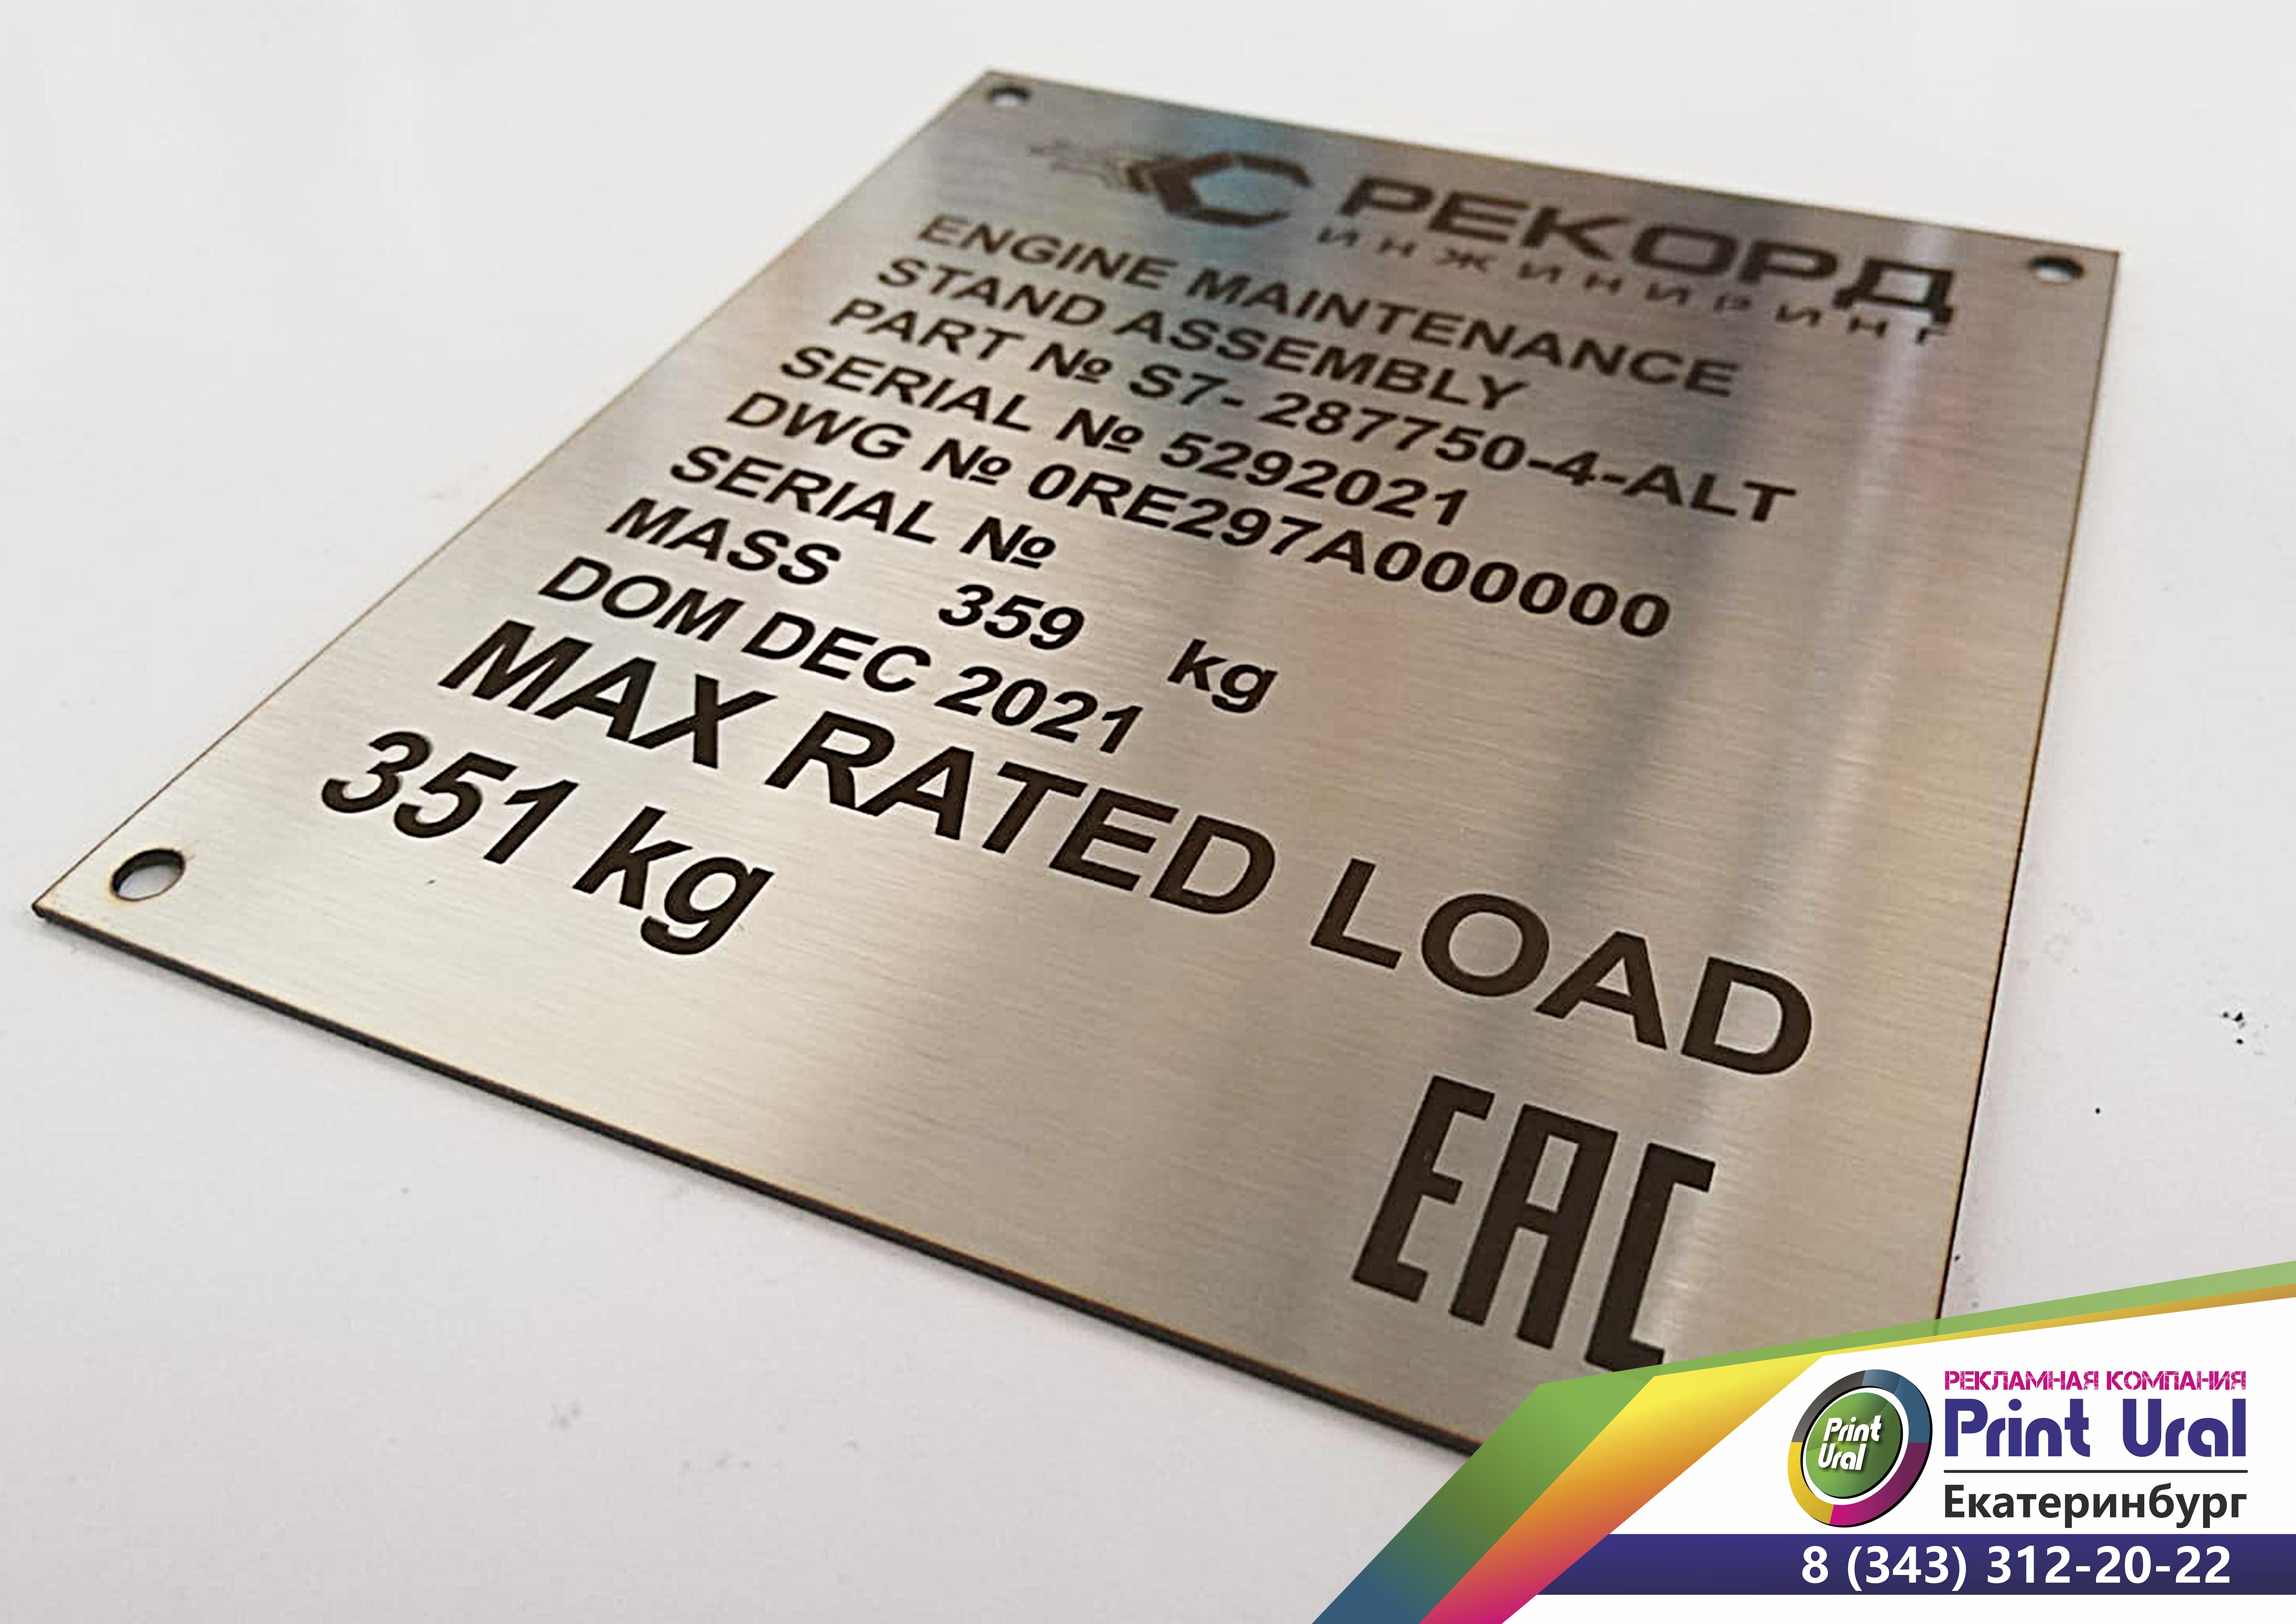 РЕКОРД
ИНЖИНИРИНГ
ENGINE MAINTENANCE
STAND ASSEMBLY
PART № S7- 287750-4-ALT
SERIAL № 5292021
DWG № 0RE297A000000
SERIAL №
MASS 359 kg
DOM DEC 2021
MAX RATED LOAD
351 kg
EAC
Print
Ural
РЕКЛАМНАЯ КОМПАНИЯ
Print Ural
Екатеринбург
8 (343) 312-20-22